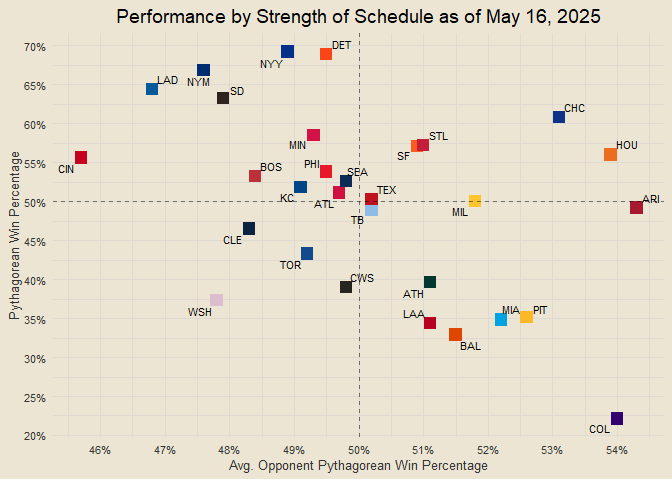 Performance by Strength of Schedule as of May 16, 2025
Pythagorean Win Percentage
70%
65%
60%
55%
50%
45%
40%
35%
30%
25%
20%
DET
NYY
NYM
LAD
SD
CHC
MIN
STL
SF
HOU
CIN
BOS
PHI
SEA
KC
ATL
TEX
TB
MIL
ARI
CLE
TOR
CWS
ATH
WSH
LAA
MIA
PIT
BAL
COL
46%
47%
48%
49%
50%
51%
52%
53%
54%
Avg. Opponent Pythagorean Win Percentage